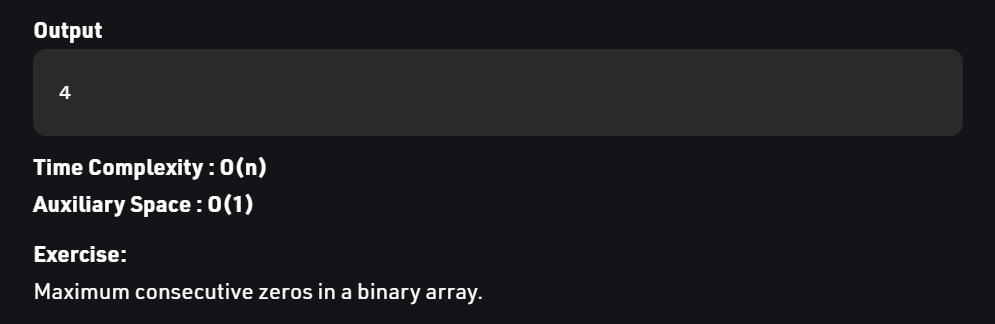 Output
4
Time Complexity : O(n)
Auxiliary Space : O(1)
Exercise:
Maximum consecutive zeros in a binary array.